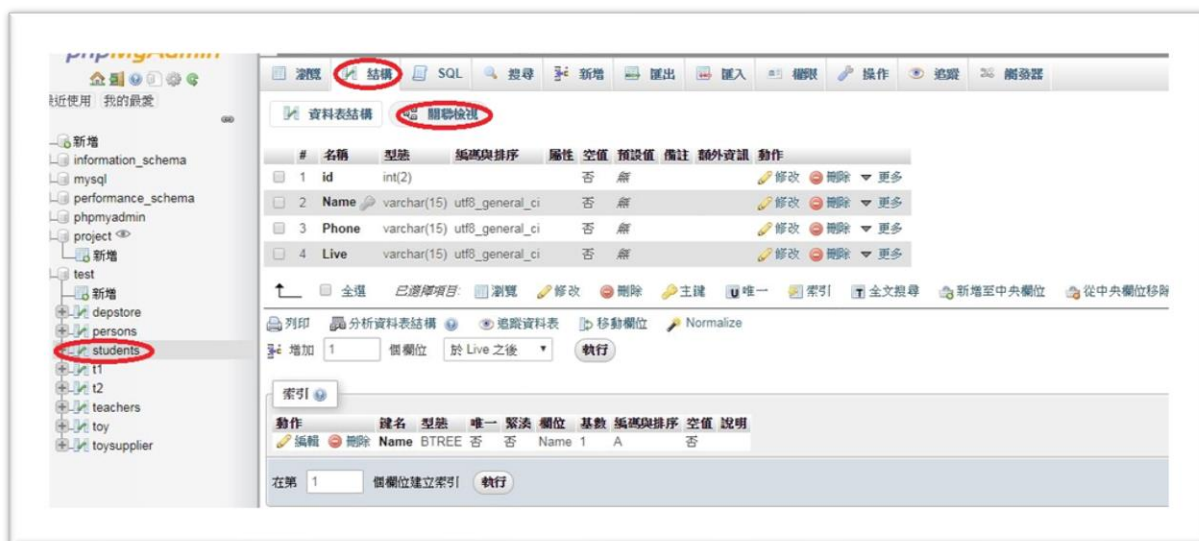 phpMyAdmin
近使用 我的最愛
新增
information_schema
mysql
performance_schema
phpmyadmin
project
新增
test
新增
depstore
persons
students
t1
t2
teachers
toy
toysupplier
瀏覽 結構 SQL 搜尋 新增 匯出 匯入 權限 操作 追蹤 觸發器
資料表結構 關聯檢視
# 名稱 型態 編碼與排序 屬性 空值 預設值 備註 額外資訊 動作
1 id int(2) 否 無 修改 刪除 更多
2 Name varchar(15) utf8_general_ci 否 無 修改 刪除 更多
3 Phone varchar(15) utf8_general_ci 否 無 修改 刪除 更多
4 Live varchar(15) utf8_general_ci 否 無 修改 刪除 更多
全選 已選擇項目: 瀏覽 修改 刪除 主鍵 U 唯一 索引 T 全文搜尋 新增至中央欄位 從中央欄位移除
列印 分析資料表結構 追蹤資料表 移動欄位 Normalize
增加 1 個欄位 於 Live 之後 執行
索引
動作 鍵名 型態 唯一 緊湊 欄位 基數 編碼與排序 空值 說明
編輯 刪除 Name BTREE 否 否 Name 1 A 否
在第 1 個欄位建立索引 執行